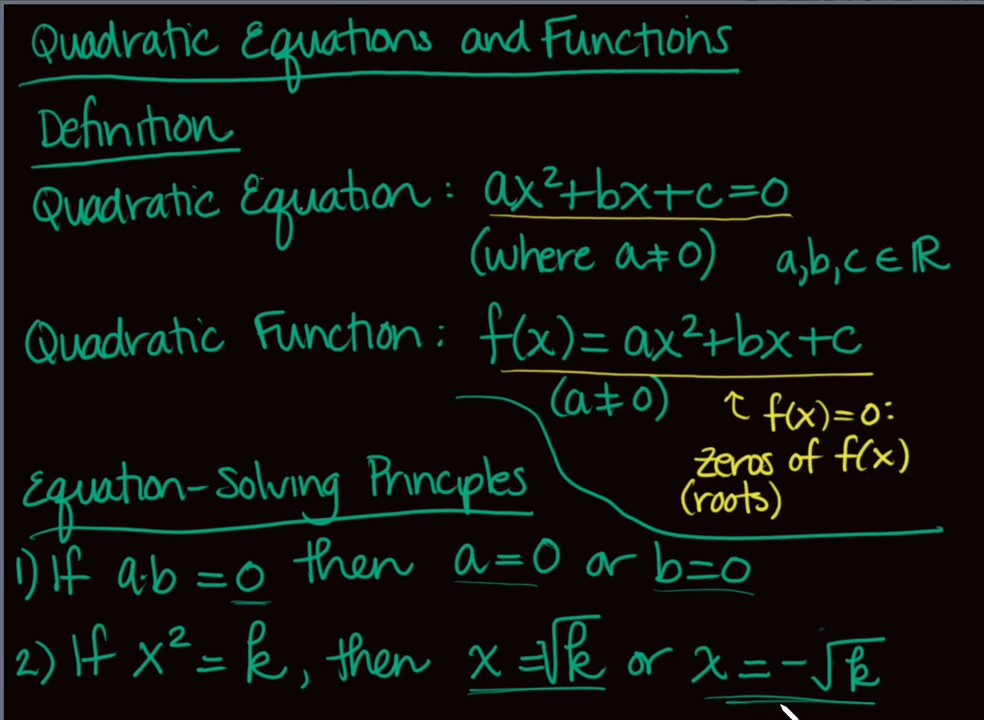 Quadratic Equations and Functions
Definition
Quadratic Equation: ax²+bx+c=0
(where a≠0) a,b,c ∈ ℝ
Quadratic Function: f(x)= ax²+bx+c
(a≠0) ↑ f(x)=0:
zeros of f(x)
(roots)
Equation-Solving Principles
1) If a·b = 0 then a=0 or b=0
2) If x² = k, then x=√k or x=-√k